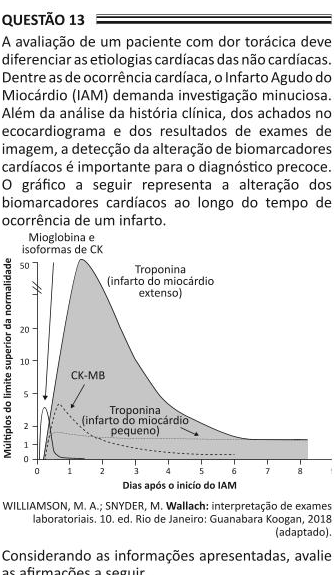 QUESTÃO 13
A avaliação de um paciente com dor torácica deve
diferenciar as etiologias cardíacas das não cardíacas.
Dentre as de ocorrência cardíaca, o Infarto Agudo do
Miocárdio (IAM) demanda investigação minuciosa.
Além da análise da história clínica, dos achados no
ecocardiograma e dos resultados de exames de
imagem, a detecção da alteração de biomarcadores
cardíacos é importante para o diagnóstico precoce.
O gráfico a seguir representa a alteração dos
biomarcadores cardíacos ao longo do tempo de
ocorrência de um infarto.
Mioglobina e
isoformas de CK
Troponina
(infarto do miocárdio
extenso)
CK-MB
Troponina
(infarto do miocárdio
pequeno)
Múltiplos do limite superior da normalidade
50
20
10
5
2
1
0
0 1 2 3 4 5 6 7 8
Dias após o início do IAM
WILLIAMSON, M. A.; SNYDER, M. Wallach: interpretação de exames
laboratoriais. 10. ed. Rio de Janeiro: Guanabara Koogan, 2018
(adaptado).
Considerando as informações apresentadas, avalie
as afirmações a seguir.